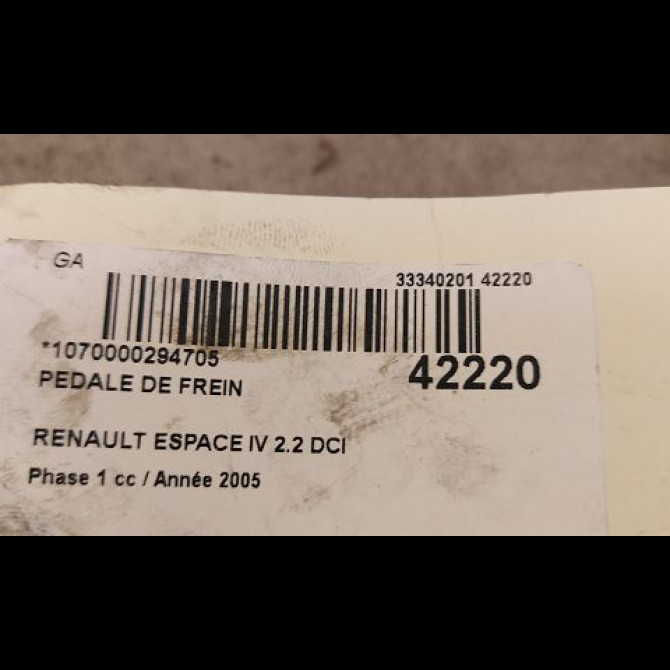 GA
33340201 42220
*1070000294705
42220
PEDALE DE FREIN
RENAULT ESPACE IV 2.2 DCI
Phase 1 cc / Année 2005